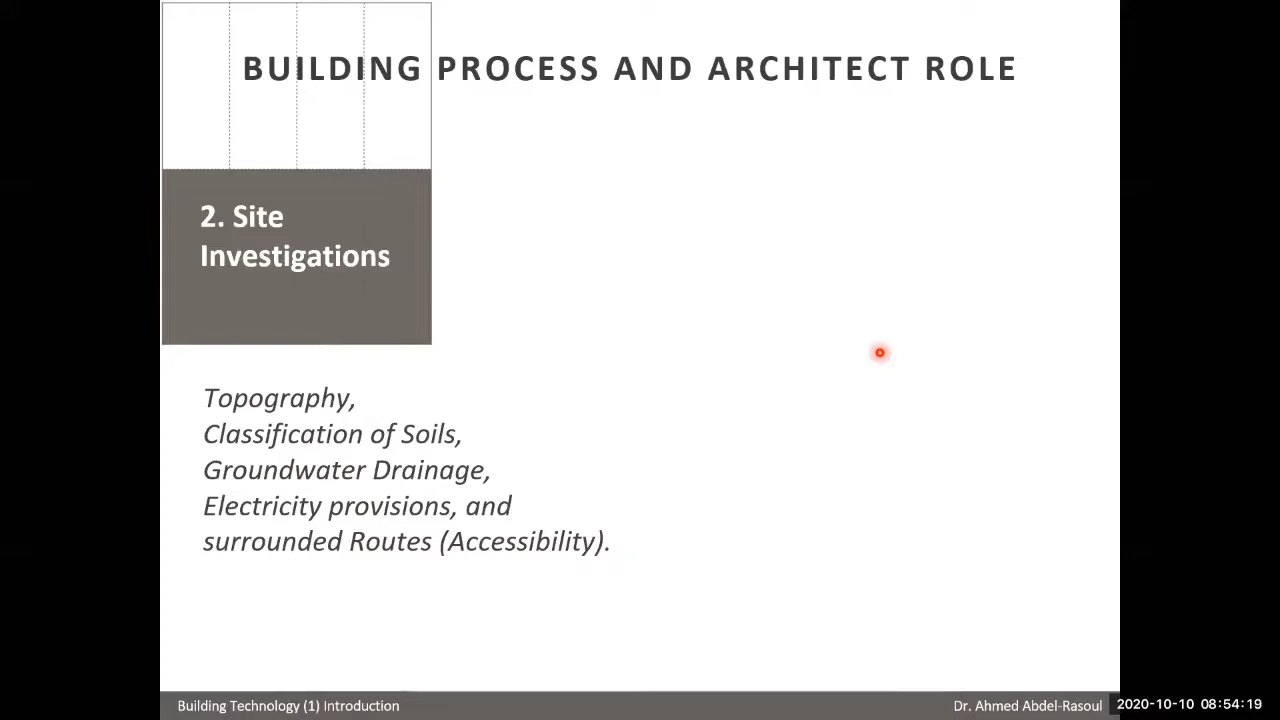 BUILDING PROCESS AND ARCHITECT ROLE
2. Site
Investigations
Topography,
Classification of Soils,
Groundwater Drainage,
Electricity provisions, and
surrounded Routes (Accessibility).
Building Technology (1) Introduction
Dr. Ahmed Abdel-Rasoul
2020-10-10 08:54:19